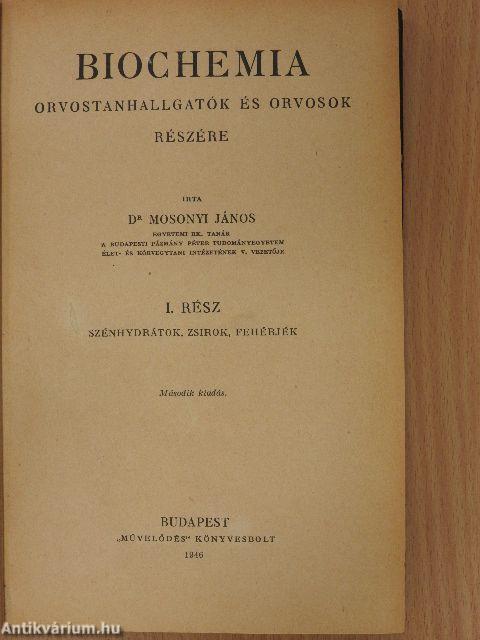 BIOCHEMIA
ORVOSTANHALLGATÓK ÉS ORVOSOK
RÉSZÉRE
IRTA
DR MOSONYI JÁNOS
EGYETEMI RK. TANÁR
A BUDAPESTI PÁZMÁNY PÉTER TUDOMÁNYEGYETEM
ÉLET- ÉS KÓRVEGYTANI INTÉZETÉNEK V. VEZETŐJE
I. RÉSZ
SZÉNHYDRÁTOK, ZSIROK, FEHÉRJÉK
Második kiadás.
BUDAPEST
„MŰVELŐDÉS" KÖNYVESBOLT
1946
Antikvárium.hu